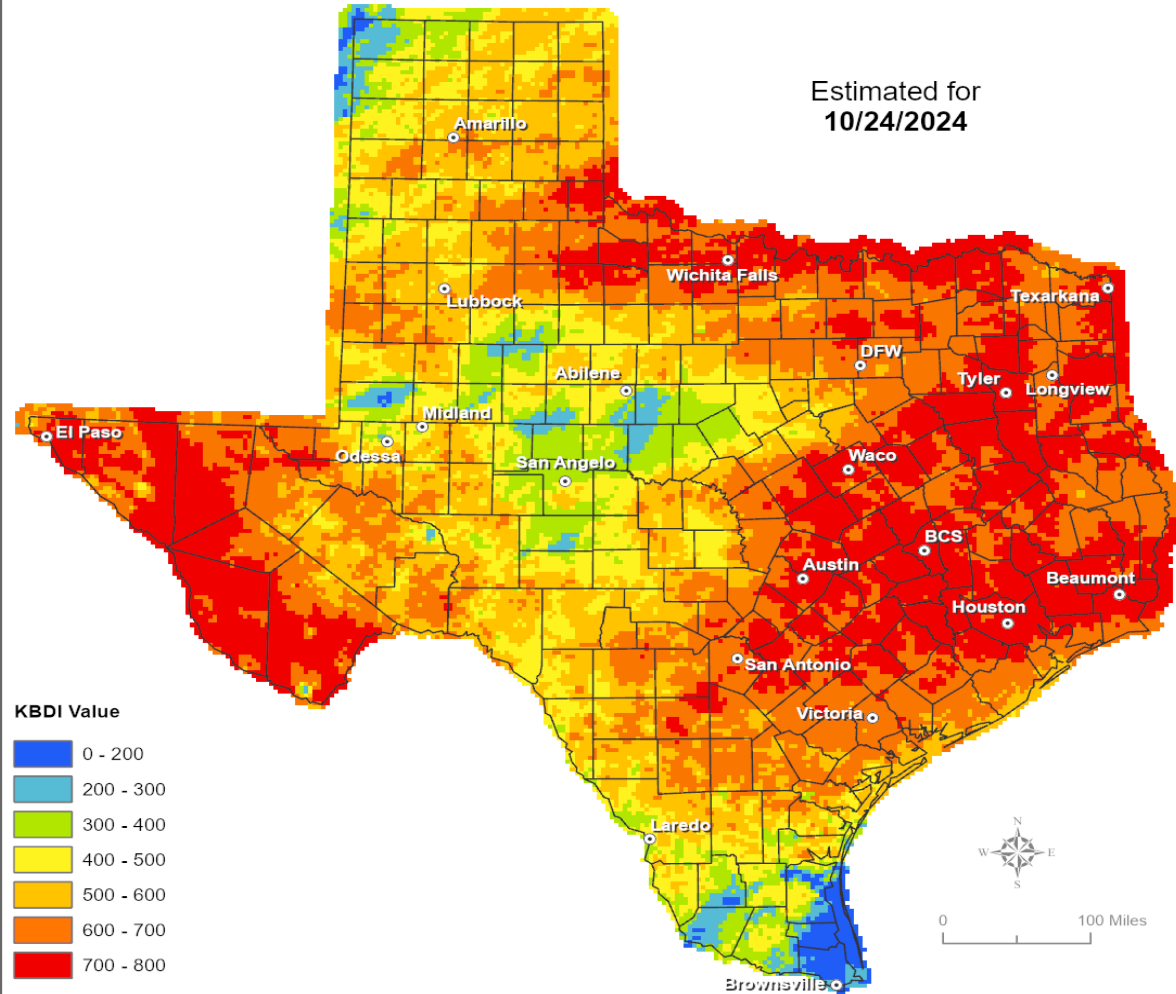 Estimated for
10/24/2024
Amarillo
Wichita Falls
Lubbock
Texarkana
DFW
Abilene
Tyler
Longview
Midland
El Paso
Odessa
San Angelo
Waco
BCS
Austin
Beaumont
Houston
San Antonio
Victoria
KBDI Value
0 - 200
200 - 300
300 - 400
400 - 500
500 - 600
600 - 700
700 - 800
Laredo
Brownsville
N
W E
S
0 100 Miles